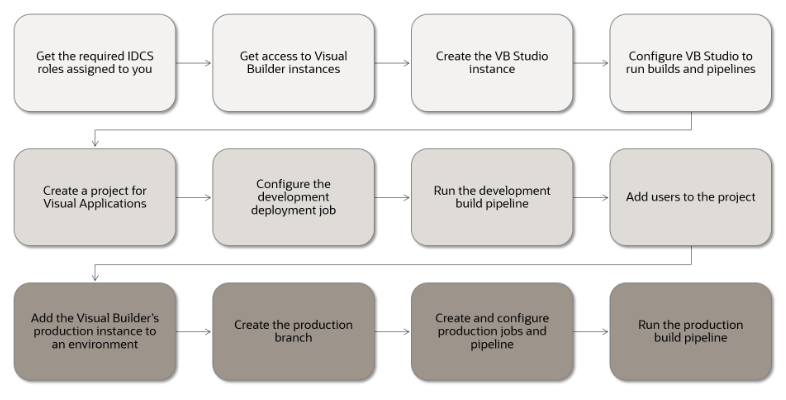 Get the required IDCS
roles assigned to you
Get access to Visual
Builder instances
Create the VB Studio
instance
Configure VB Studio to
run builds and pipelines
Create a project for
Visual Applications
Configure the
development
deployment job
Run the development
build pipeline
Add users to the project
Add the Visual Builder's
production instance to
an environment
Create the production
branch
Create and configure
production jobs and
pipeline
Run the production
build pipeline